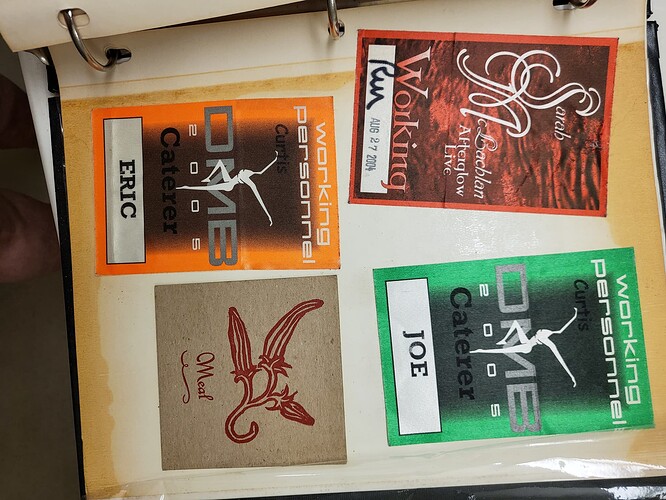 Sarah
McLachlan
Afterglow
Live
Working
Run AUG 27 2004
working
personnel
Curtis
DMB
2005
Caterer
JOE
working
personnel
Curtis
DMB
2005
Caterer
ERIC
Meal